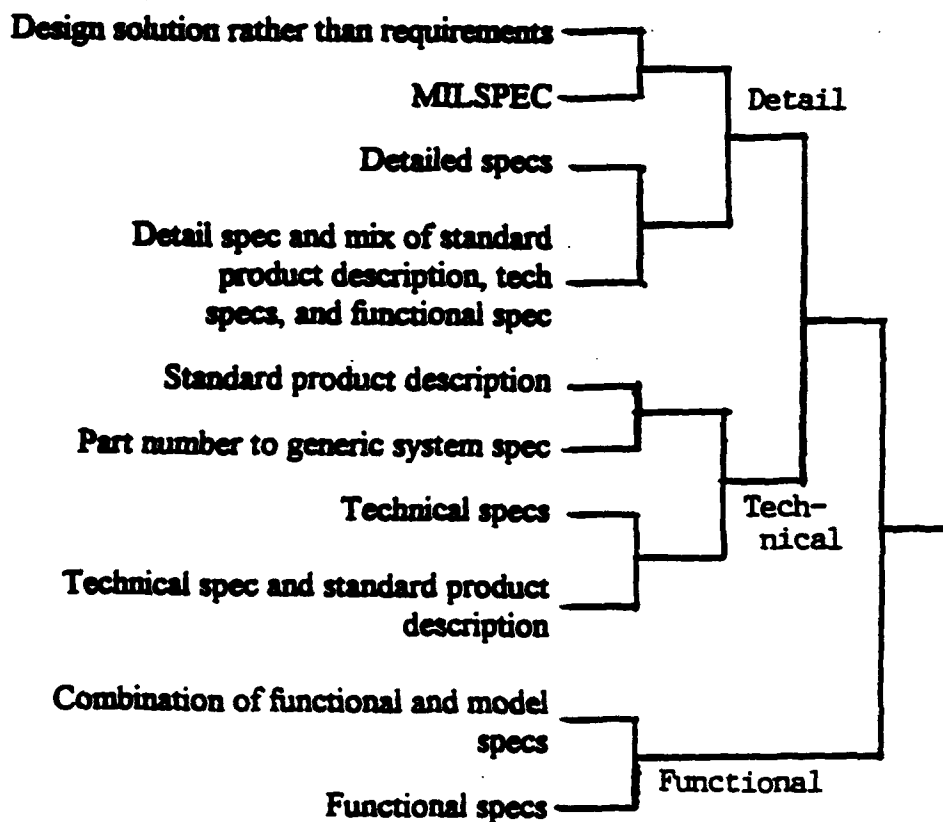 Design solution rather than requirements
MILSPEC
Detail
Detailed specs
Detail spec and mix of standard
product description, tech
specs, and functional spec
Standard product description
Part number to generic system spec
Technical specs
Tech-
nical
Technical spec and standard product
description
Combination of functional and model
specs
Functional
Functional specs